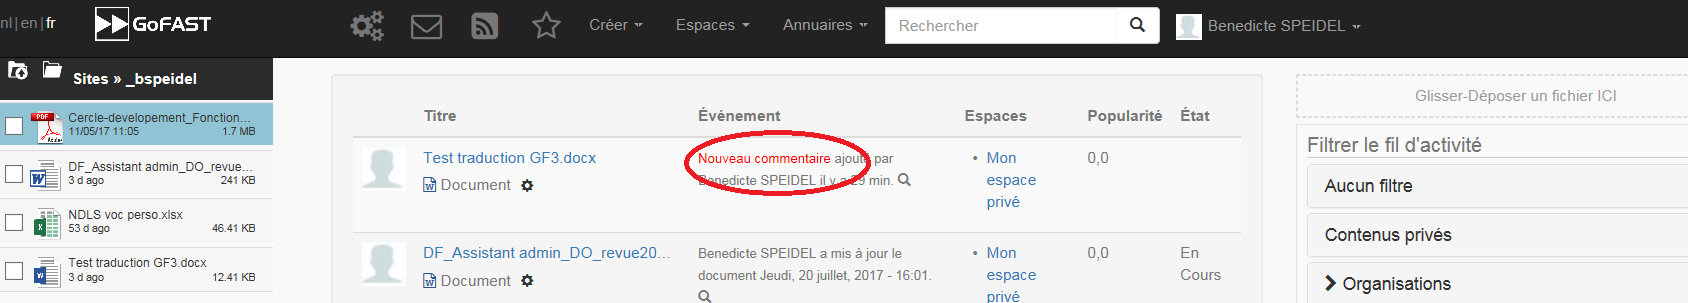 nl | en | fr
GoFAST
Créer
Espaces
Annuaires
Rechercher
Benedicte SPEIDEL
Sites » _bspeidel
PDF
Adobe
Cercle-developement_Fonction...
11/05/17 11:05 1.7 MB
DF_Assistant admin_DO_revue...
3 d ago 241 KB
NDLS voc perso.xlsx
53 d ago 46.41 KB
Test traduction GF3.docx
3 d ago 12.41 KB
Titre Événement Espaces Popularité État
Test traduction GF3.docx
Document
Nouveau commentaire ajouté par
Benedicte SPEIDEL il y a 29 min.
• Mon
espace
privé
0,0
DF_Assistant admin_DO_revue20...
Document
Benedicte SPEIDEL a mis à jour le
document Jeudi, 20 juillet, 2017 - 16:01.
• Mon
espace
privé
0,0
En
Cours
Glisser-Déposer un fichier ICI
Filtrer le fil d'activité
Aucun filtre
Contenus privés
Organisations